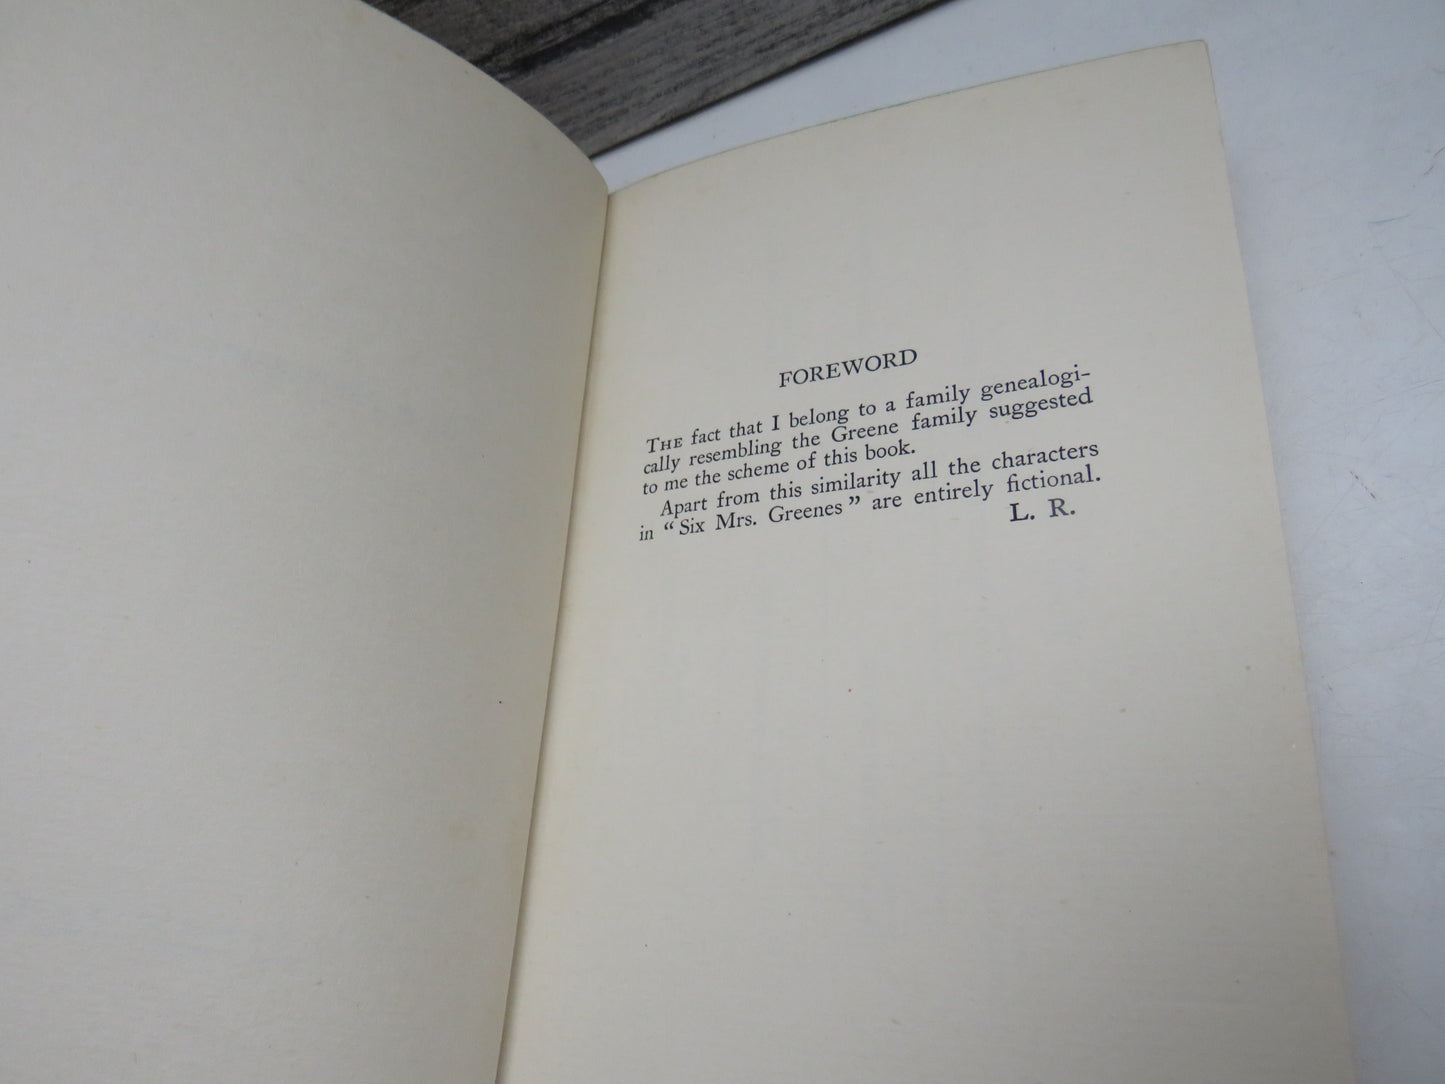 FOREWORD
THE fact that I belong to a family genealogi-
cally resembling the Greene family suggested
to me the scheme of this book.
Apart from this similarity all the characters
in “Six Mrs. Greenes” are entirely fictional.
L. R.